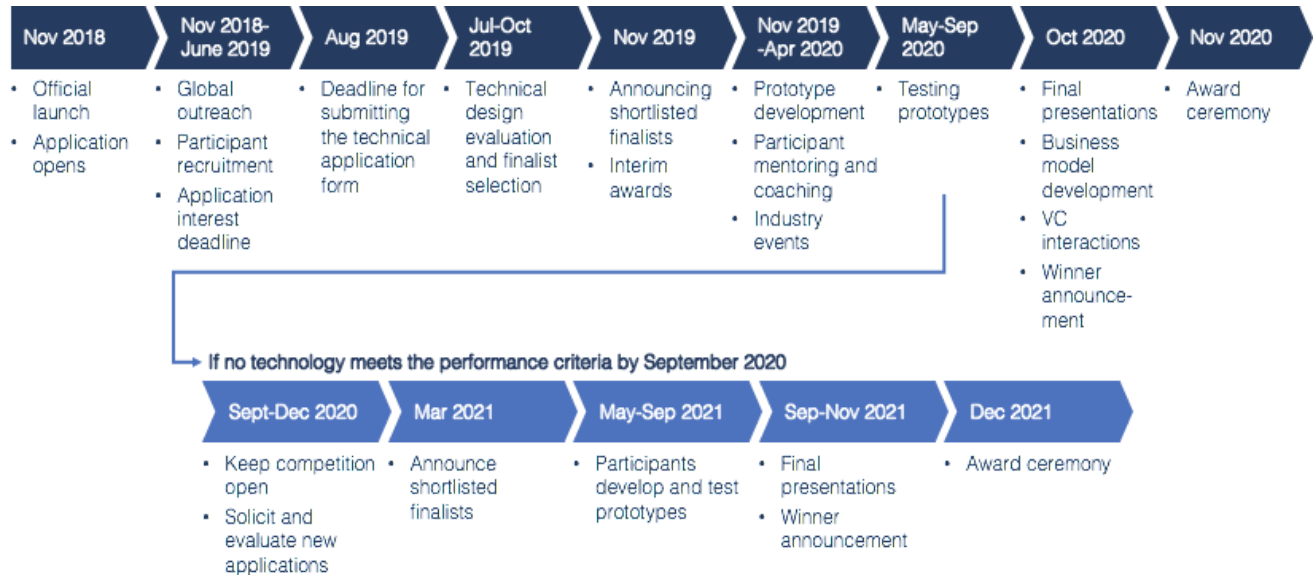 Nov 2018
Nov 2018-
June 2019
Aug 2019
Jul-Oct
2019
Nov 2019
Nov 2019
-Apr 2020
May-Sep
2020
Oct 2020
Nov 2020
• Official
launch
• Application
opens
• Global
outreach
• Participant
recruitment
• Application
interest
deadline
• Deadline for
submitting
the technical
application
form
• Technical
design
evaluation
and finalist
selection
• Announcing
shortlisted
finalists
• Interim
awards
• Prototype
development
• Participant
mentoring and
coaching
• Industry
events
• Testing
prototypes
• Final
presentations
• Business
model
development
• VC
interactions
• Winner
announce-
ment
• Award
ceremony
If no technology meets the performance criteria by September 2020
Sept-Dec 2020
Mar 2021
May-Sep 2021
Sep-Nov 2021
Dec 2021
• Keep competition
open
• Solicit and
evaluate new
applications
• Announce
shortlisted
finalists
• Participants
develop and test
prototypes
• Final
presentations
• Winner
announcement
• Award ceremony